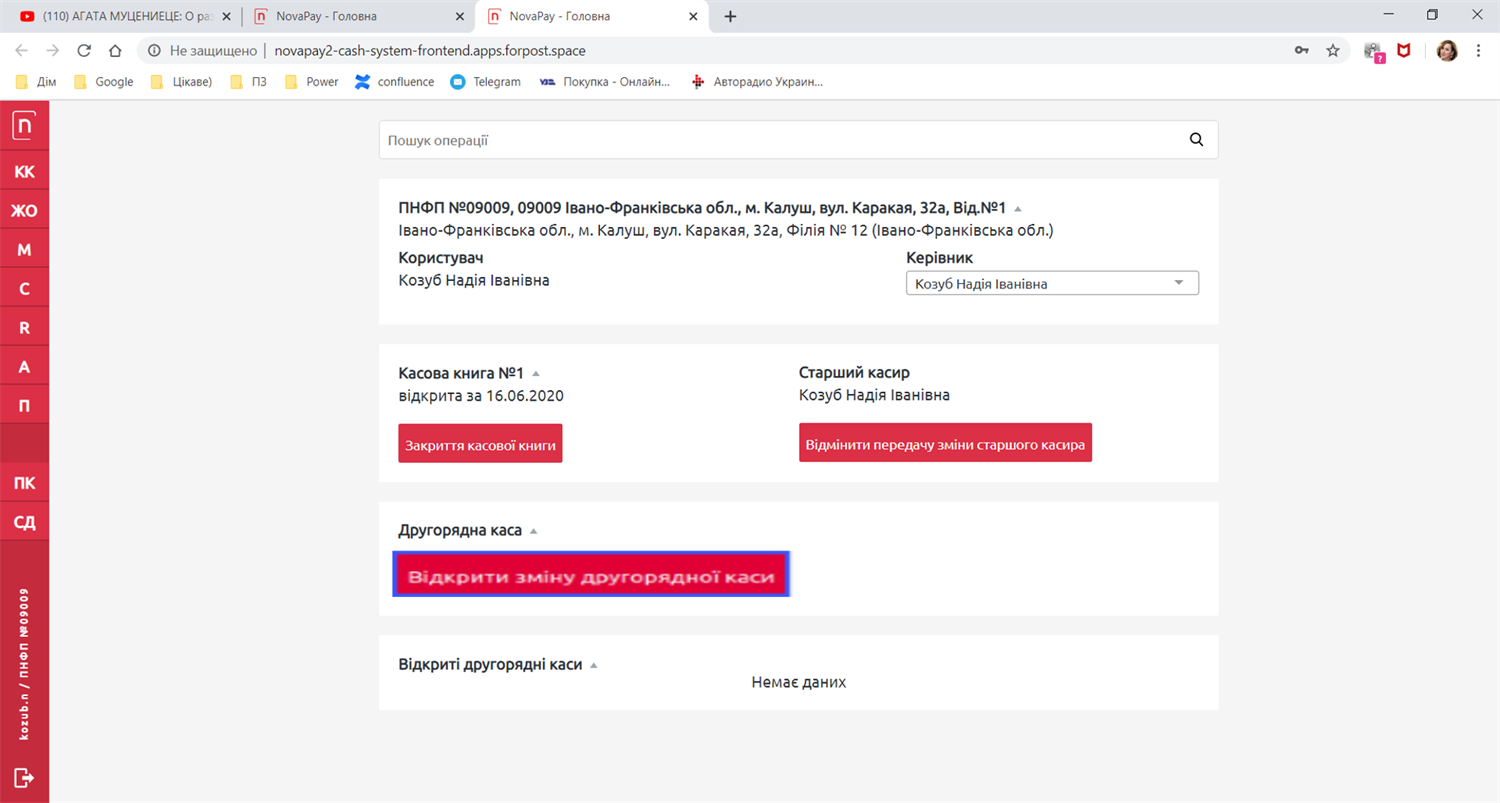 (110) АГАТА МУЦЕНИЕЦЕ: О раз
NovaPay - Головна
NovaPay - Головна
Не защищено
novapay2-cash-system-frontend.apps.forpost.space
Дім
Google
Цікаве)
ПЗ
Power
confluence
Telegram
Покупка - Онлайн...
Авторадио Украин...
n
КК
ЖО
М
С
R
А
П
ПК
СД
kozub.n / ПНФП №09009
Пошук операції
ПНФП №09009, 09009 Івано-Франківська обл., м. Калуш, вул. Каракая, 32а, Від.№1
Івано-Франківська обл., м. Калуш, вул. Каракая, 32а, Філія № 12 (Івано-Франківська обл.)
Користувач
Козуб Надія Іванівна
Керівник
Козуб Надія Іванівна
Касова книга №1
відкрита за 16.06.2020
Закриття касової книги
Старший касир
Козуб Надія Іванівна
Відмінити передачу зміни старшого касира
Другорядна каса
Відкрити зміну другорядної каси
Відкриті другорядні каси
Немає даних